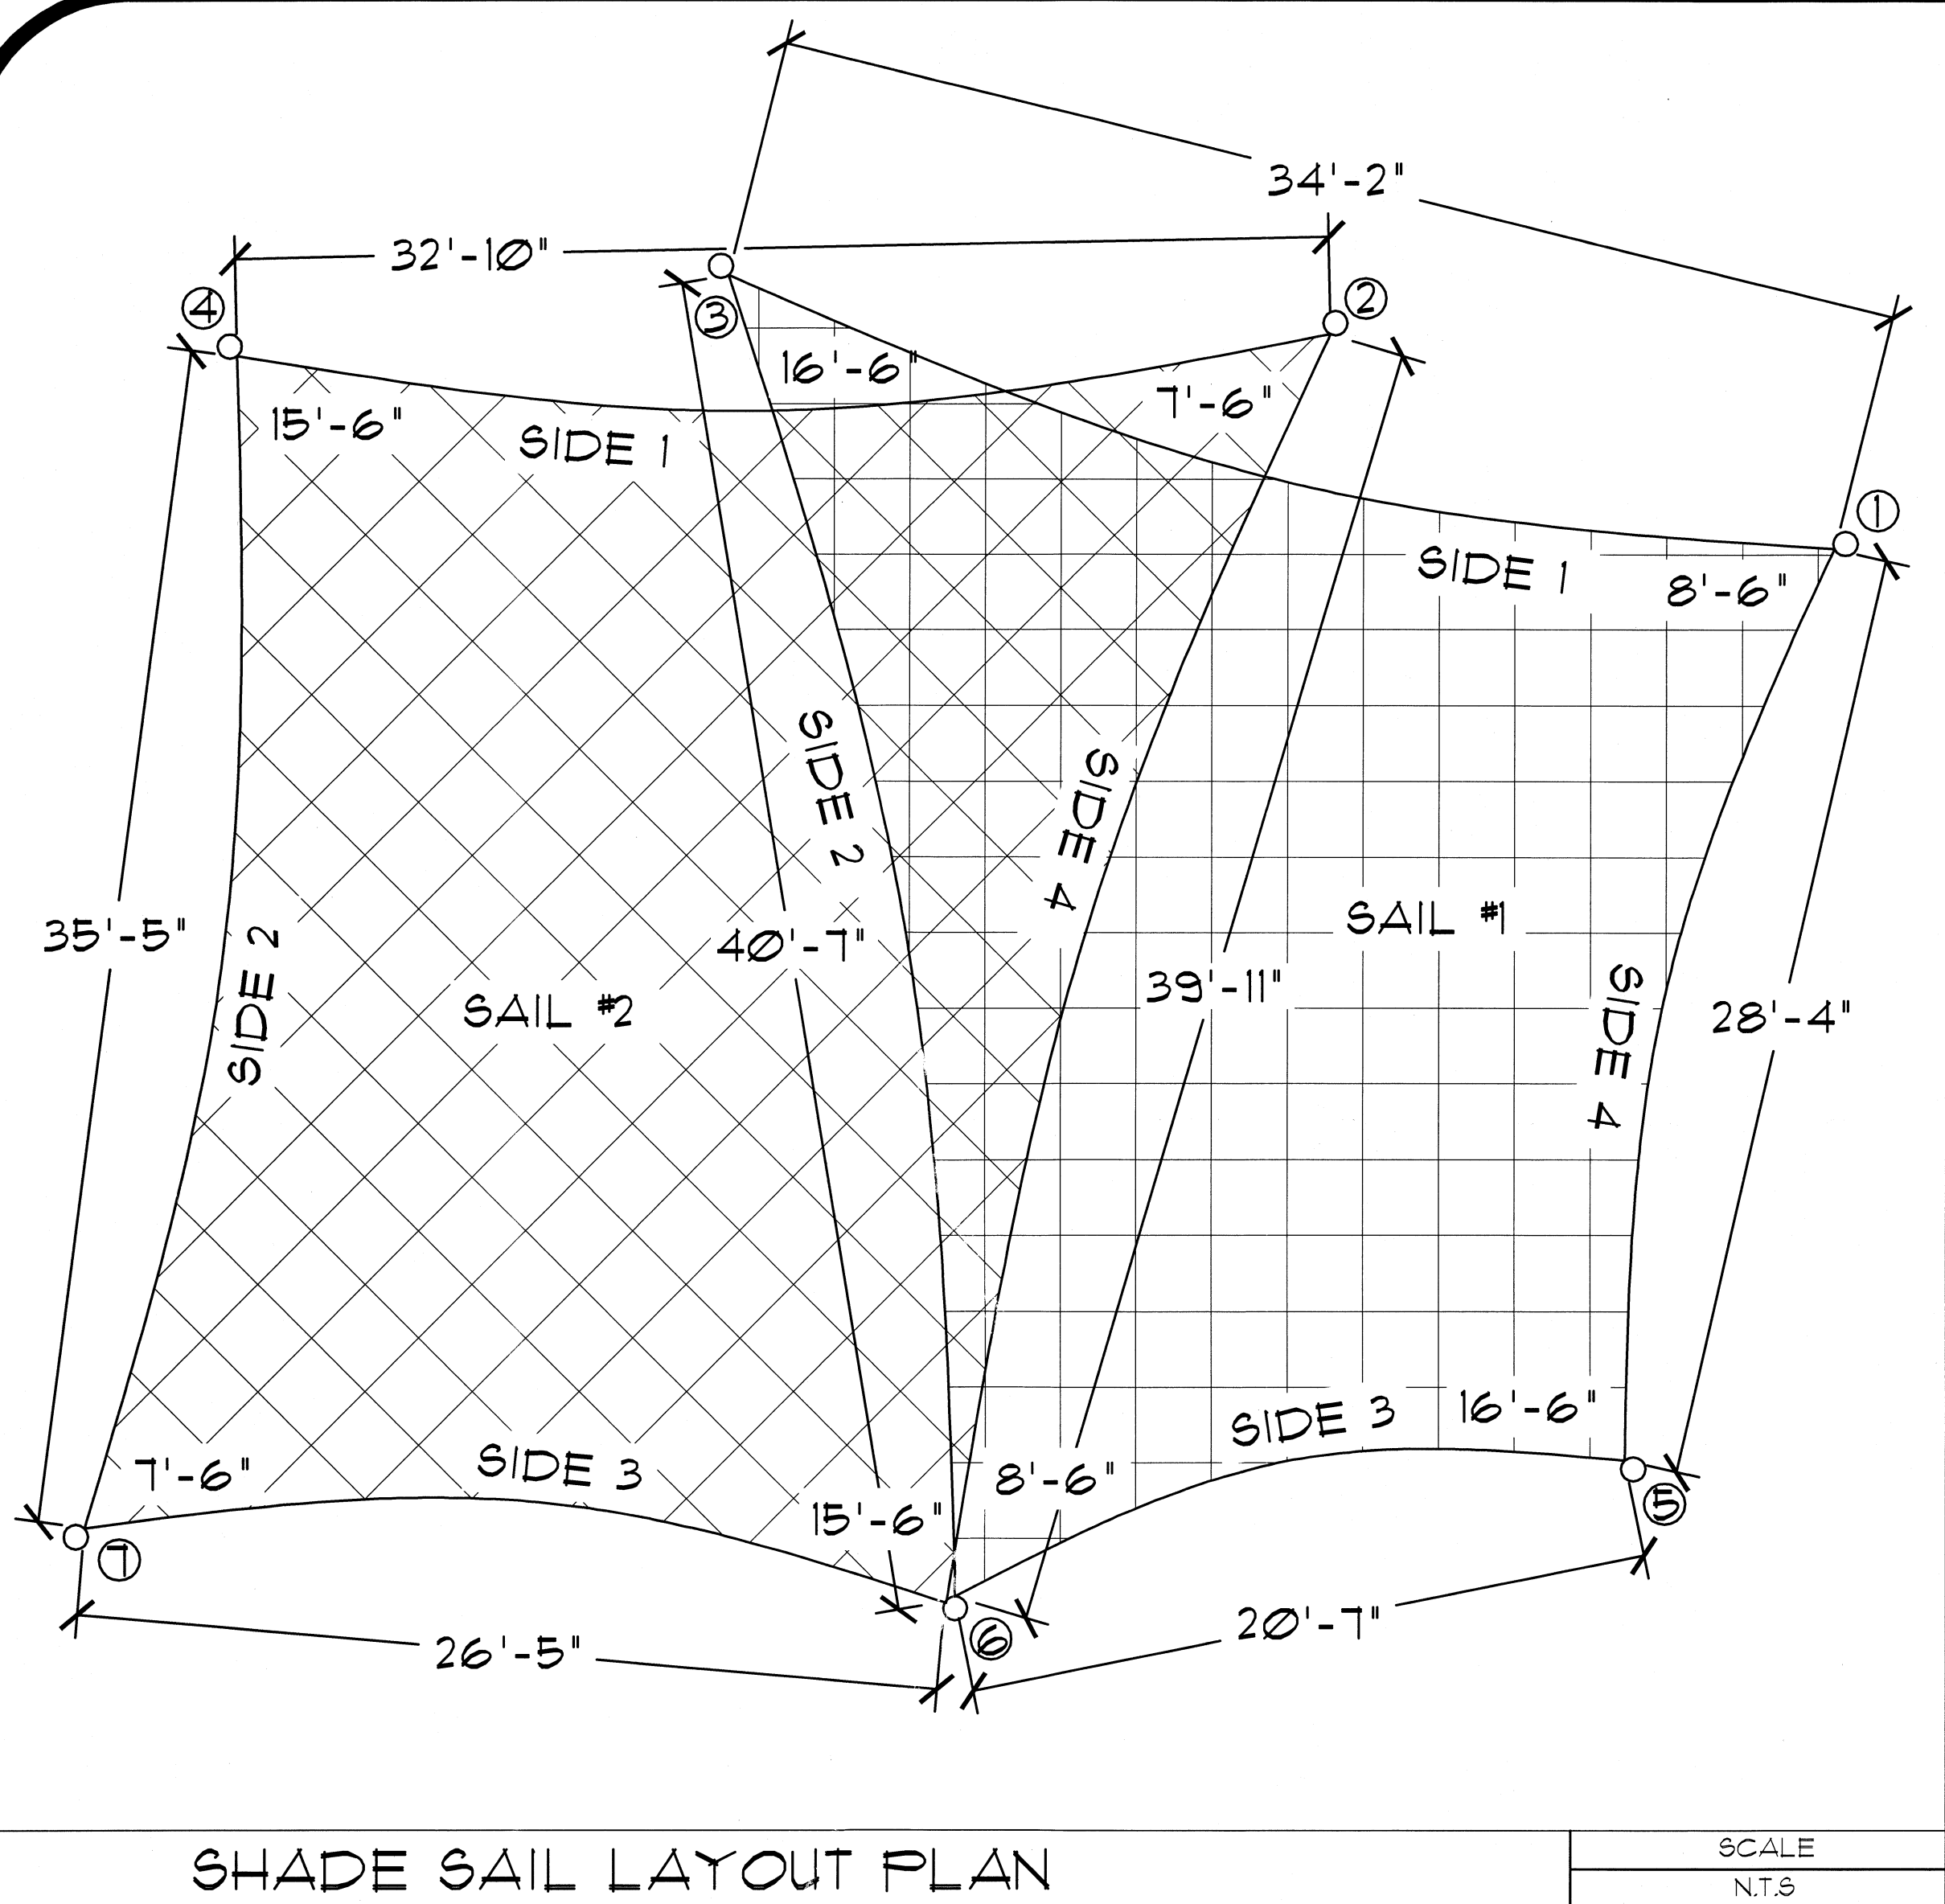 34'-2"
32'-10"
4
3
2
16'-6"
7'-6"
15'-6"
SIDE 1
1
SIDE 1
8'-6"
SIDE 2
SIDE 4
SAIL #1
35'-5"
40'-7"
39'-11"
SIDE 2
SAIL #2
SIDE 4
28'-4"
SIDE 3
16'-6"
7'-6"
SIDE 3
8'-6"
15'-6"
5
7
6
26'-5"
20'-7"
SHADE SAIL LAYOUT PLAN
SCALE
N.T.S